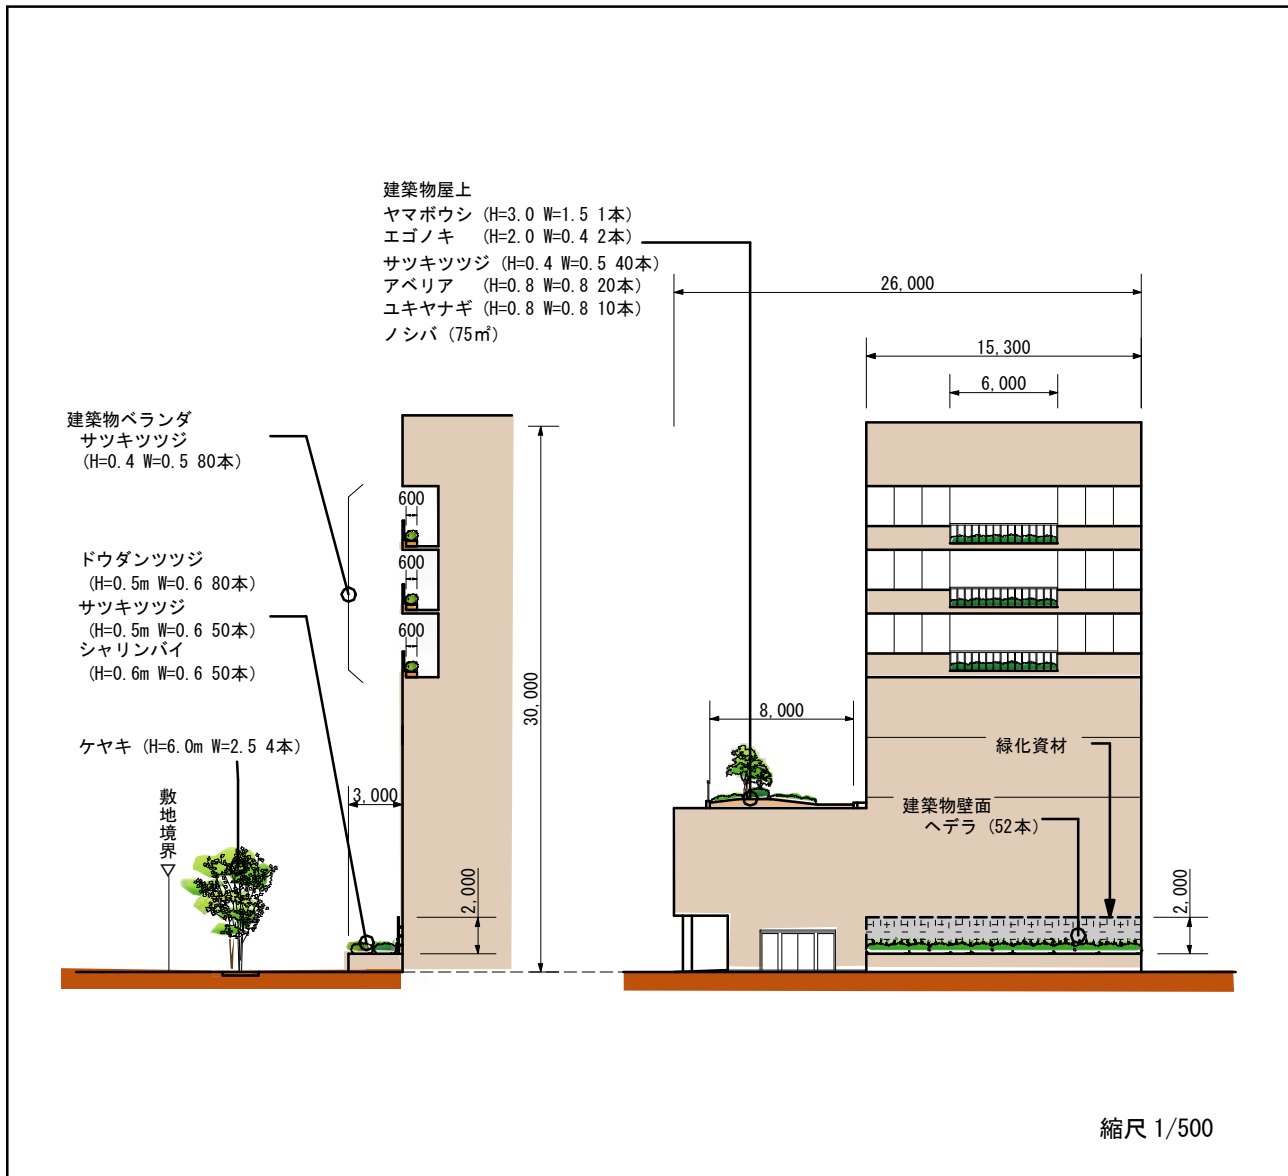 建築物屋上
ヤマボウシ (H=3.0 W=1.5 1本)
エゴノキ (H=2.0 W=0.4 2本)
サツキツツジ (H=0.4 W=0.5 40本)
アベリア (H=0.8 W=0.8 20本)
ユキヤナギ (H=0.8 W=0.8 10本)
ノシバ (75㎡)
26,000
15,300
6,000
建築物ベランダ
サツキツツジ
(H=0.4 W=0.5 80本)
600
ドウダンツツジ
(H=0.5m W=0.6 80本)
サツキツツジ
(H=0.5m W=0.6 50本)
シャリンバイ
(H=0.6m W=0.6 50本)
600
600
30,000
ケヤキ (H=6.0m W=2.5 4本)
敷地境界
3,000
2,000
8,000
緑化資材
建築物壁面
ヘデラ (52本)
2,000
縮尺 1/500